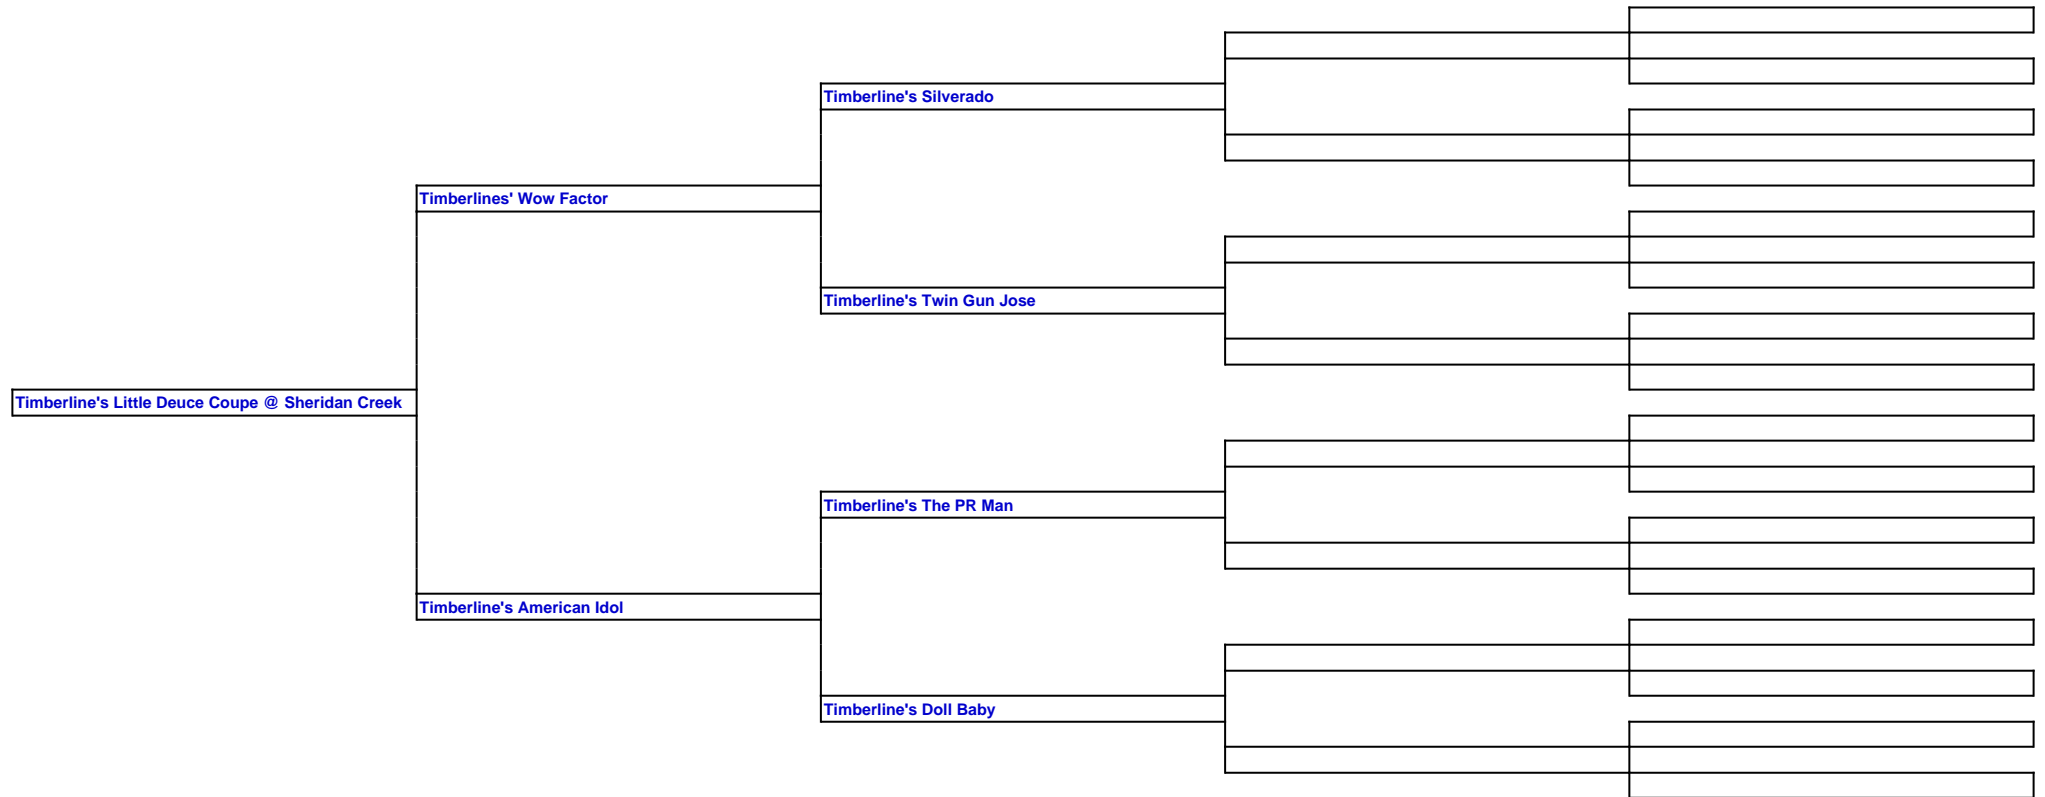 Timberline's Silverado
Timberlines' Wow Factor
Timberline's Twin Gun Jose
Timberline's Little Deuce Coupe @ Sheridan Creek
Timberline's The PR Man
Timberline's American Idol
Timberline's Doll Baby